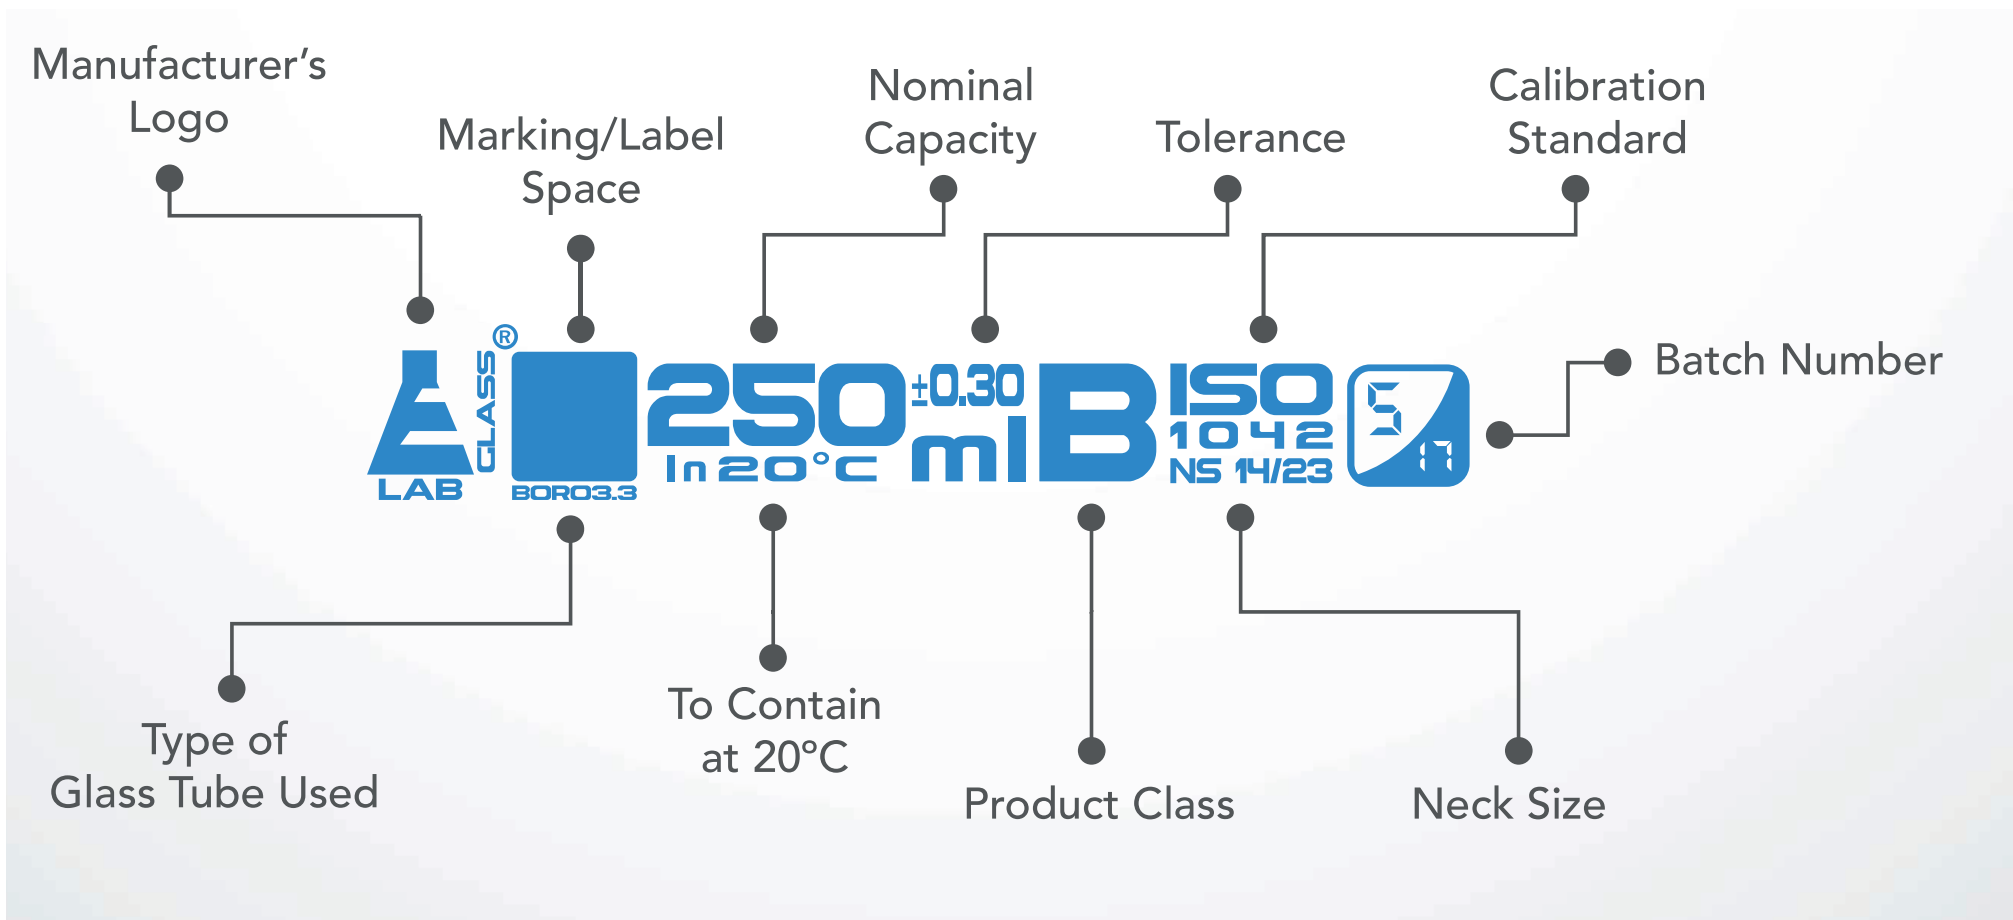 Manufacturer's
Logo
Marking/Label
Space
Nominal
Capacity
Tolerance
Calibration
Standard
Batch Number
LAB
GLASS®
BORO3.3
250
In 20°C
±0.30
ml
B
ISO
1042
NS 14/23
5
17
Type of
Glass Tube Used
To Contain
at 20°C
Product Class
Neck Size